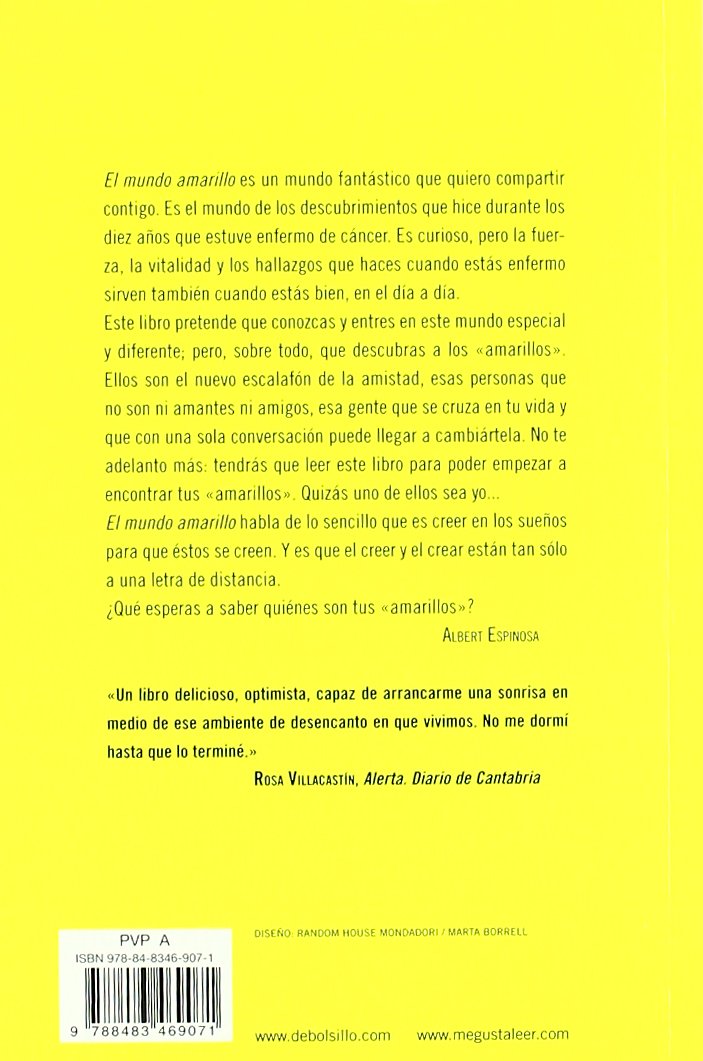 El mundo amarillo es un mundo fantástico que quiero compartir
contigo. Es el mundo de los descubrimientos que hice durante los
diez años que estuve enfermo de cáncer. Es curioso, pero la fuer-
za, la vitalidad y los hallazgos que haces cuando estás enfermo
sirven también cuando estás bien, en el día a día.
Este libro pretende que conozcas y entres en este mundo especial
y diferente; pero, sobre todo, que descubras a los «amarillos».
Ellos son el nuevo escalafón de la amistad, esas personas que
no son ni amantes ni amigos, esa gente que se cruza en tu vida y
que con una sola conversación puede llegar a cambiártela. No te
adelanto más: tendrás que leer este libro para poder empezar a
encontrar tus «amarillos». Quizás uno de ellos sea yo...
El mundo amarillo habla de lo sencillo que es creer en los sueños
para que éstos se creen. Y es que el creer y el crear están tan sólo
a una letra de distancia.
¿Qué esperas a saber quiénes son tus «amarillos»?
ALBERT ESPINOSA
«Un libro delicioso, optimista, capaz de arrancarme una sonrisa en
medio de ese ambiente de desencanto en que vivimos. No me dormí
hasta que lo terminé.»
ROSA VILLACASTÍN, Alerta. Diario de Cantabria
DISEÑO: RANDOM HOUSE MONDADORI / MARTA BORRELL
PVP A
ISBN 978-84-8346-907-1
9 788483 469071
www.debolsillo.com www.megustaleer.com